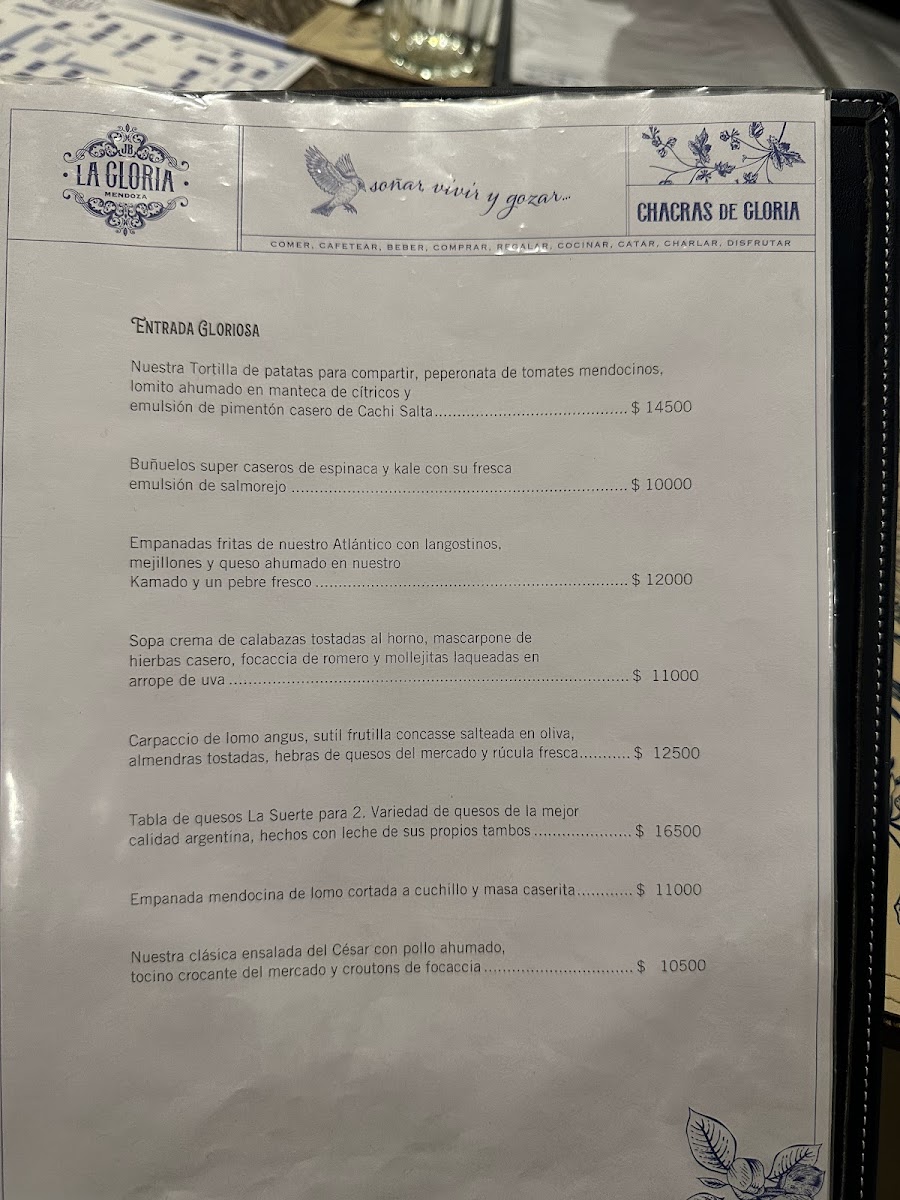 JB
LA GLORIA
MENDOZA
soñar, vivir y gozar...
CHACRAS DE GLORIA
COMER, CAFETEAR, BEBER, COMPRAR, REGALAR, COCINAR, CATAR, CHARLAR, DISFRUTAR
ENTRADA GLORIOSA
Nuestra Tortilla de patatas para compartir, peperonata de tomates mendocinos,
lomito ahumado en manteca de cítricos y
emulsión de pimentón casero de Cachi Salta........................................ $ 14500
Buñuelos super caseros de espinaca y kale con su fresca
emulsión de salmorejo ...................................................................... $ 10000
Empanadas fritas de nuestro Atlántico con langostinos,
mejillones y queso ahumado en nuestro
Kamado y un pebre fresco ................................................................. $ 12000
Sopa crema de calabazas tostadas al horno, mascarpone de
hierbas casero, focaccia de romero y mollejitas laqueadas en
arrope de uva ................................................................................... $ 11000
Carpaccio de lomo angus, sutil frutilla concasse salteada en oliva,
almendras tostadas, hebras de quesos del mercado y rúcula fresca........... $ 12500
Tabla de quesos La Suerte para 2. Variedad de quesos de la mejor
calidad argentina, hechos con leche de sus propios tambos ..................... $ 16500
Empanada mendocina de lomo cortada a cuchillo y masa caserita............ $ 11000
Nuestra clásica ensalada del César con pollo ahumado,
tocino crocante del mercado y croutons de focaccia ............................... $ 10500